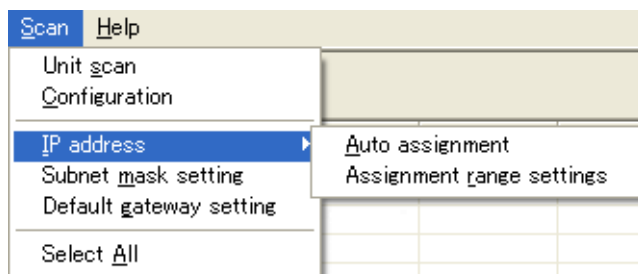 Scan Help
Unit scan
Configuration
IP address
Auto assignment
Subnet mask setting
Assignment range settings
Default gateway setting
Select All